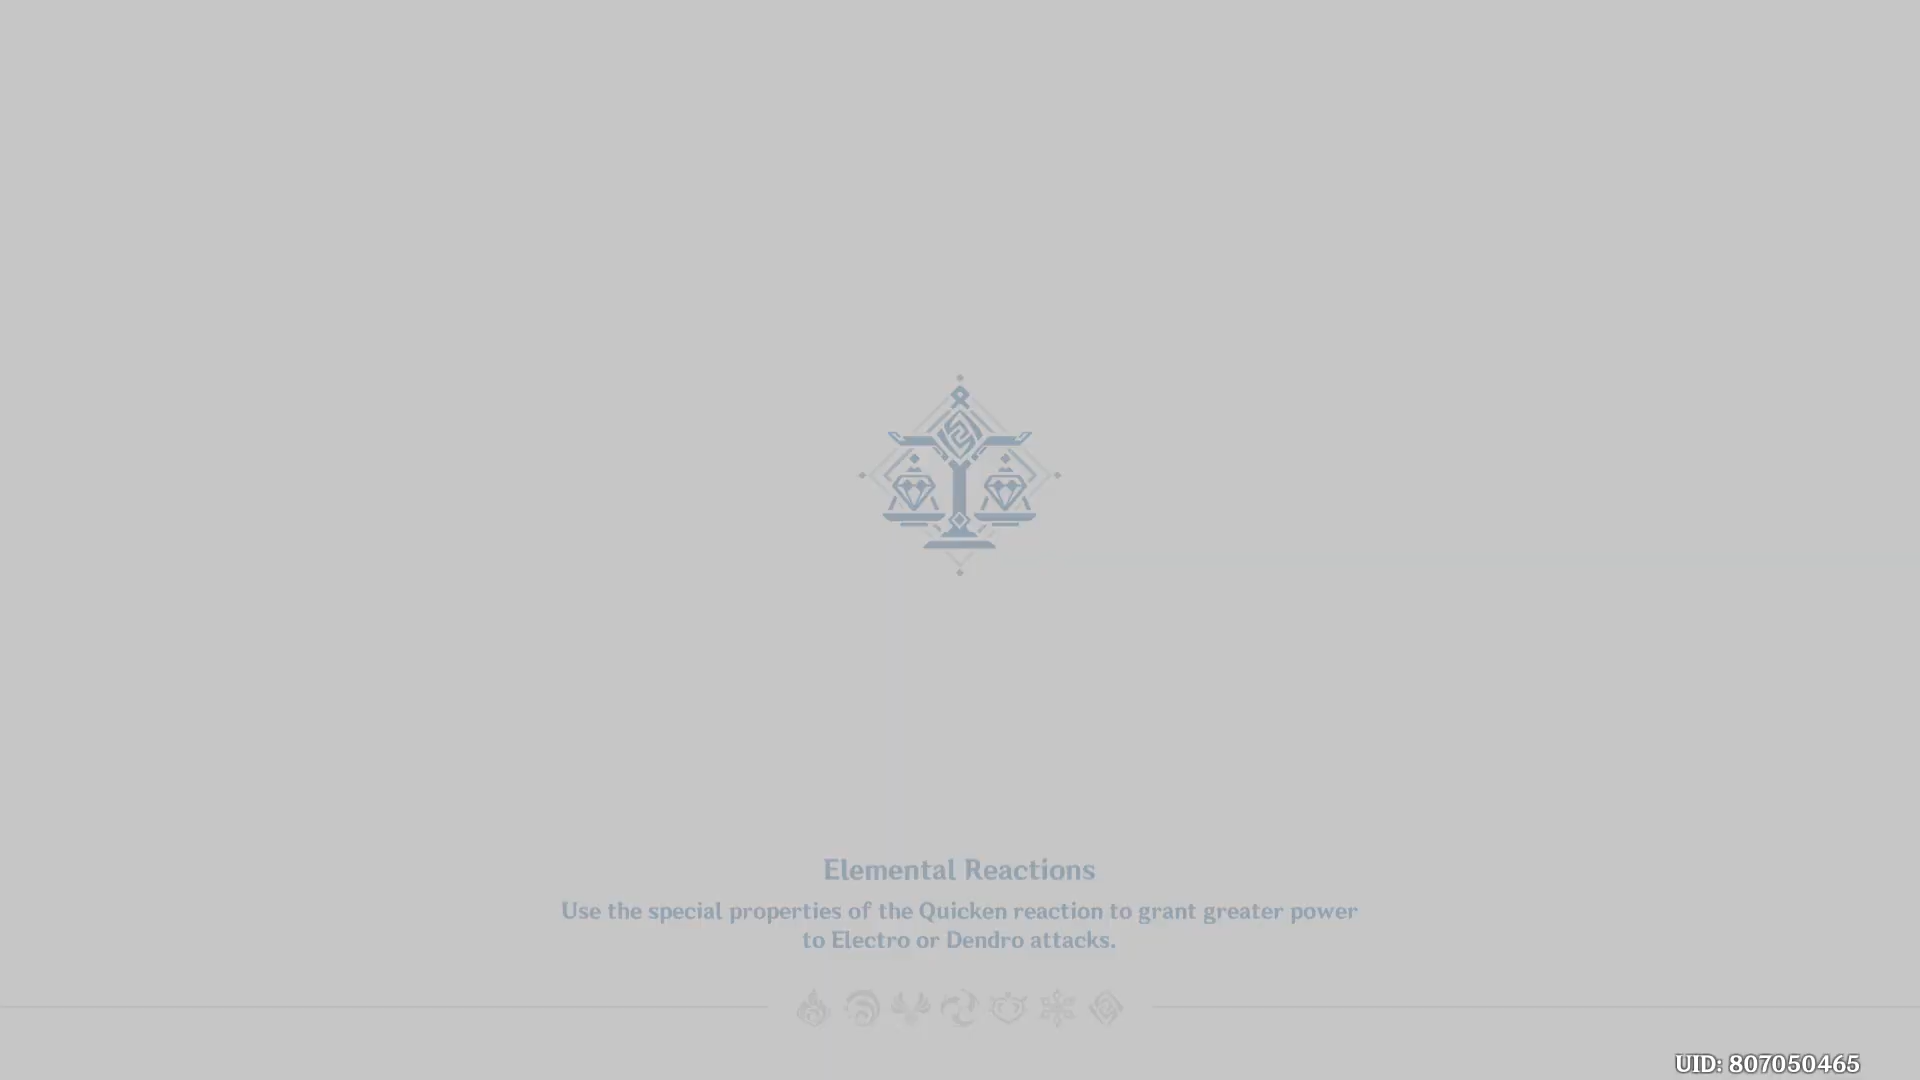 Elemental Reactions
Use the special properties of the Quicken reaction to grant greater power
to Electro or Dendro attacks.
UID: 807050465